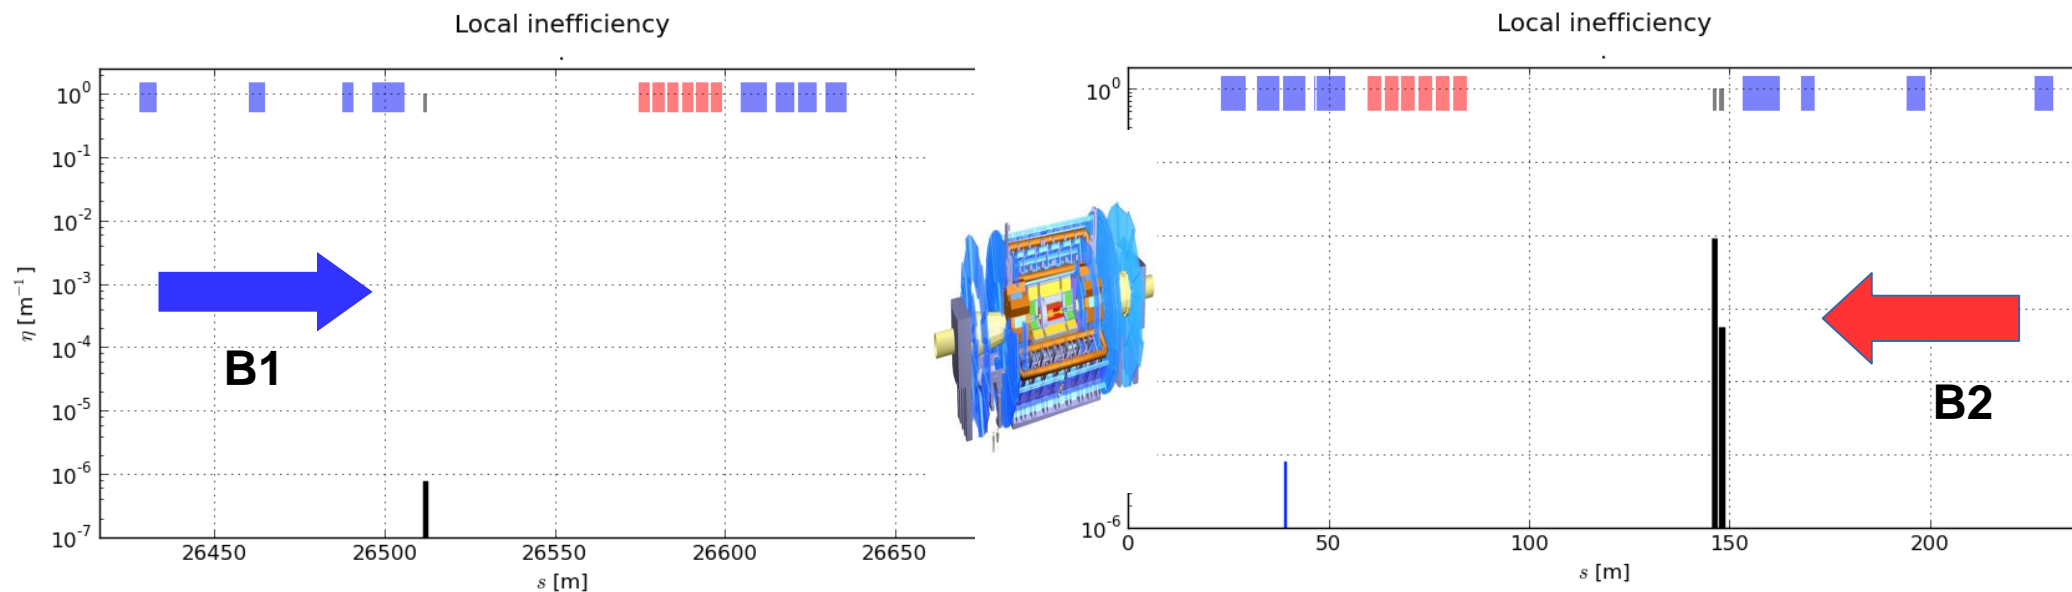 Local inefficiency
10^0
10^-1
10^-2
10^-3
10^-4
10^-5
10^-6
10^-7
η [m^-1]
B1
26450 26500 26550 26600 26650
s [m]
Local inefficiency
10^0
10^-6
B2
0 50 100 150 200
s [m]